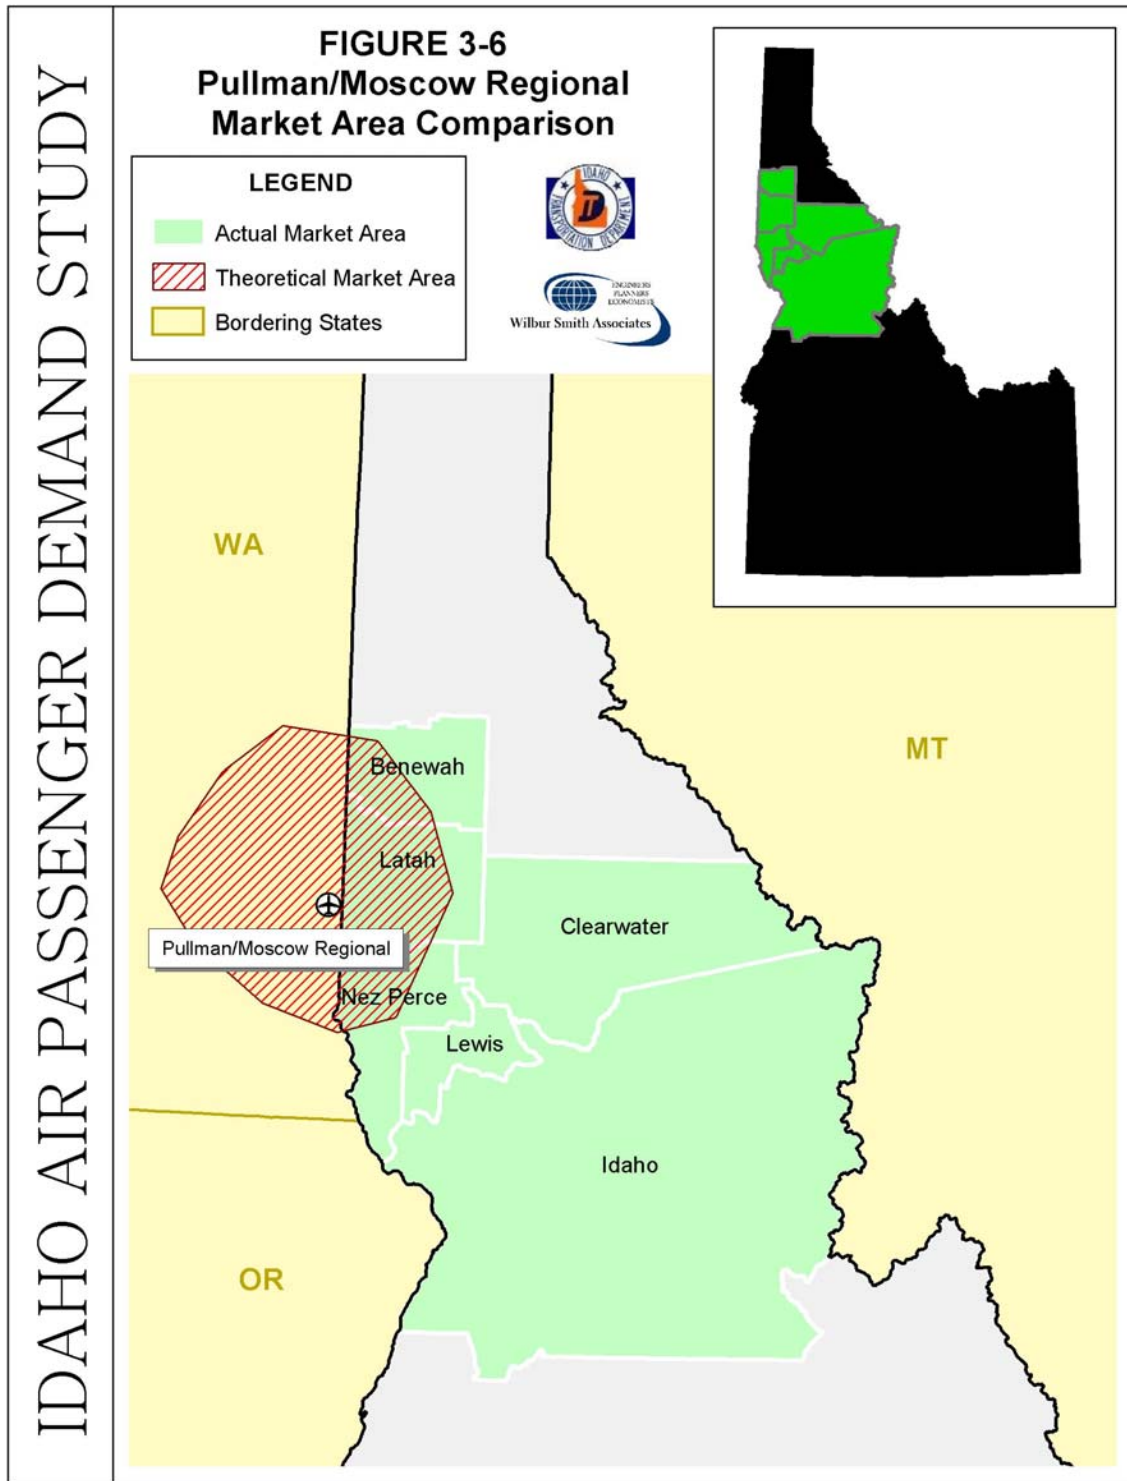 IDAHO AIR PASSENGER DEMAND STUDY
FIGURE 3-6
Pullman/Moscow Regional
Market Area Comparison
LEGEND
Actual Market Area
Theoretical Market Area
Bordering States
IDAHO
TRANSPORTATION DEPARTMENT
ENGINEERS
PLANNERS
ECONOMISTS
Wilbur Smith Associates
WA
MT
Benewah
Latah
Clearwater
Pullman/Moscow Regional
Nez Perce
Lewis
Idaho
OR